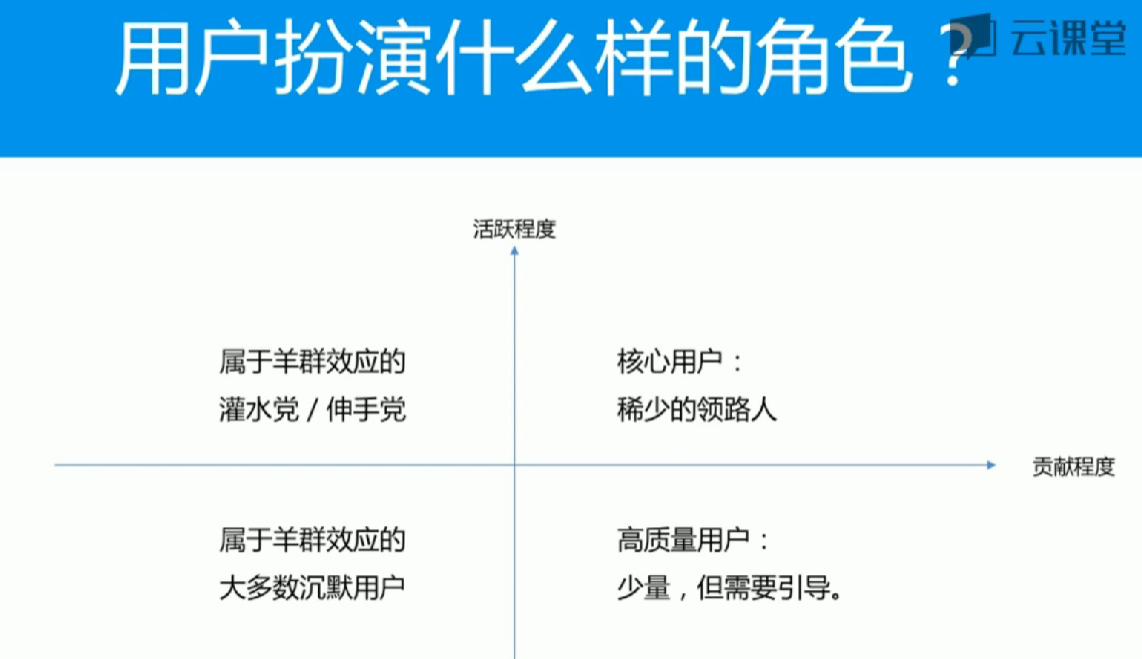 用户扮演什么样的角色？
云课堂
活跃程度
属于羊群效应的
灌水党 / 伸手党
核心用户：
稀少的领路人
贡献程度
属于羊群效应的
大多数沉默用户
高质量用户：
少量，但需要引导。